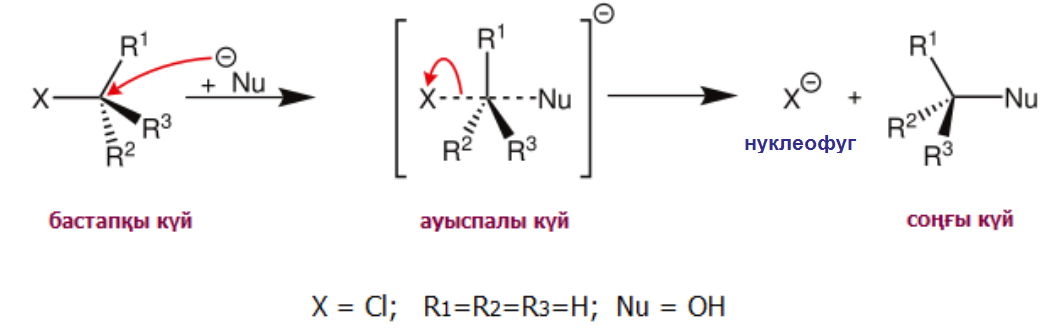 X R¹ R² R³ ⊖ + Nu
[X R¹ R² R³ Nu]⊖
X⊖ + R¹ R² R³ Nu
нуклеофуг
бастапқы күй
ауыспалы күй
соңғы күй
X = Cl; R1=R2=R3=H; Nu = OH